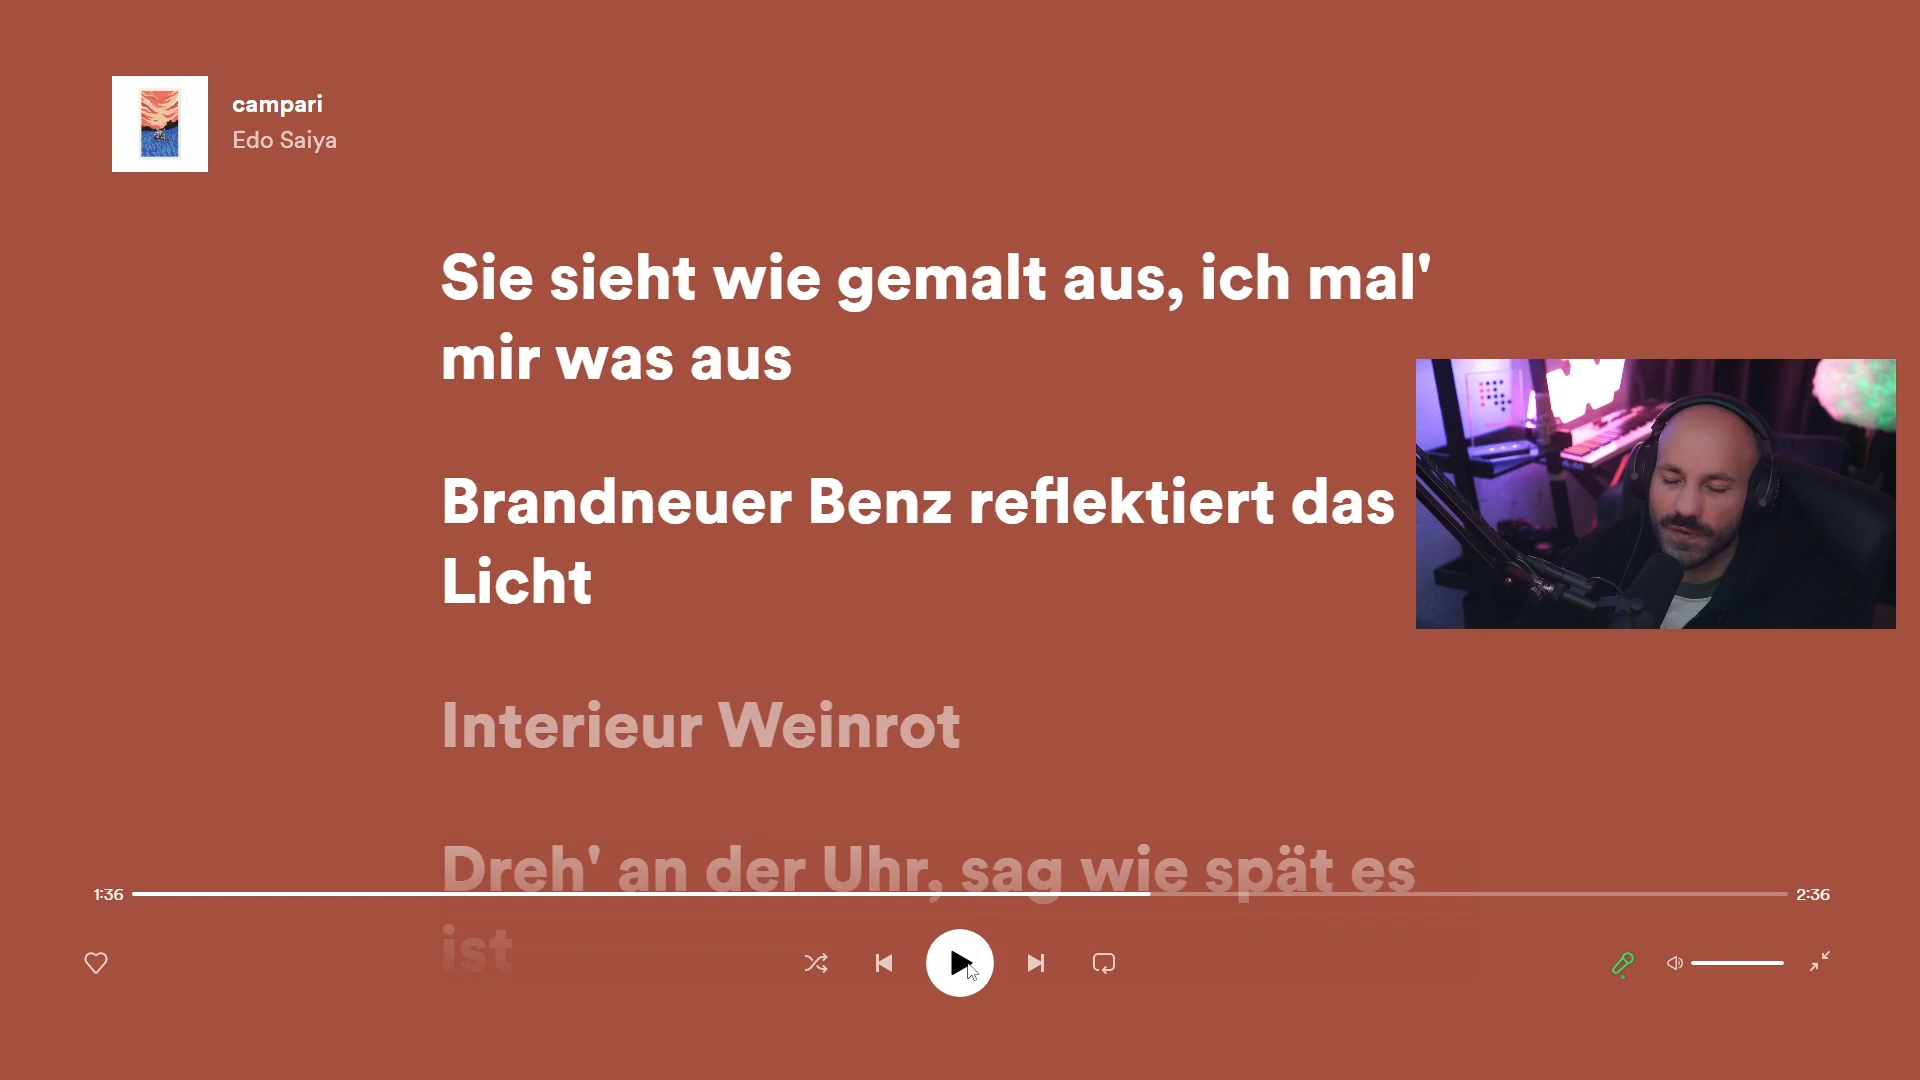 campari
Edo Saiya
Sie sieht wie gemalt aus, ich mal'
mir was aus
Brandneuer Benz reflektiert das
Licht
Interieur Weinrot
Dreh' an der Uhr, sag wie spät es
ist
1:36
2:36